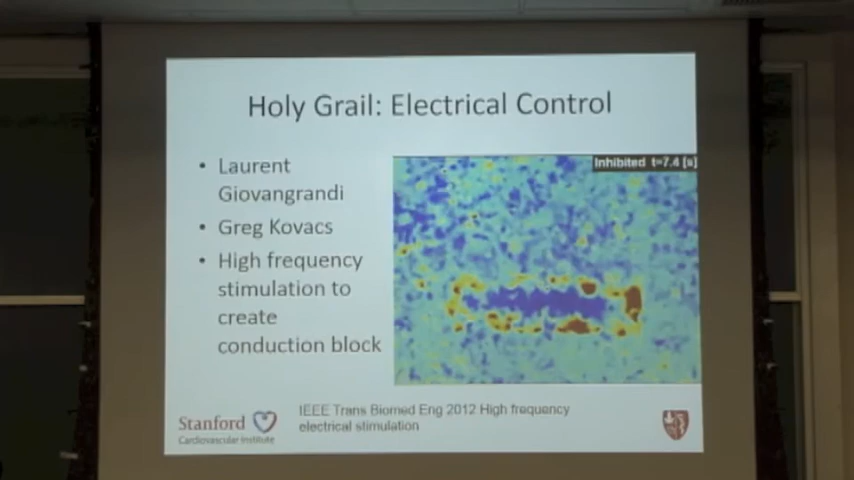 Holy Grail: Electrical Control
• Laurent
Giovangrandi
• Greg Kovacs
• High frequency
stimulation to
create
conduction block
Inhibited t=7.4 [s]
IEEE Trans Biomed Eng 2012 High frequency
electrical stimulation
Stanford
Cardiovascular Institute